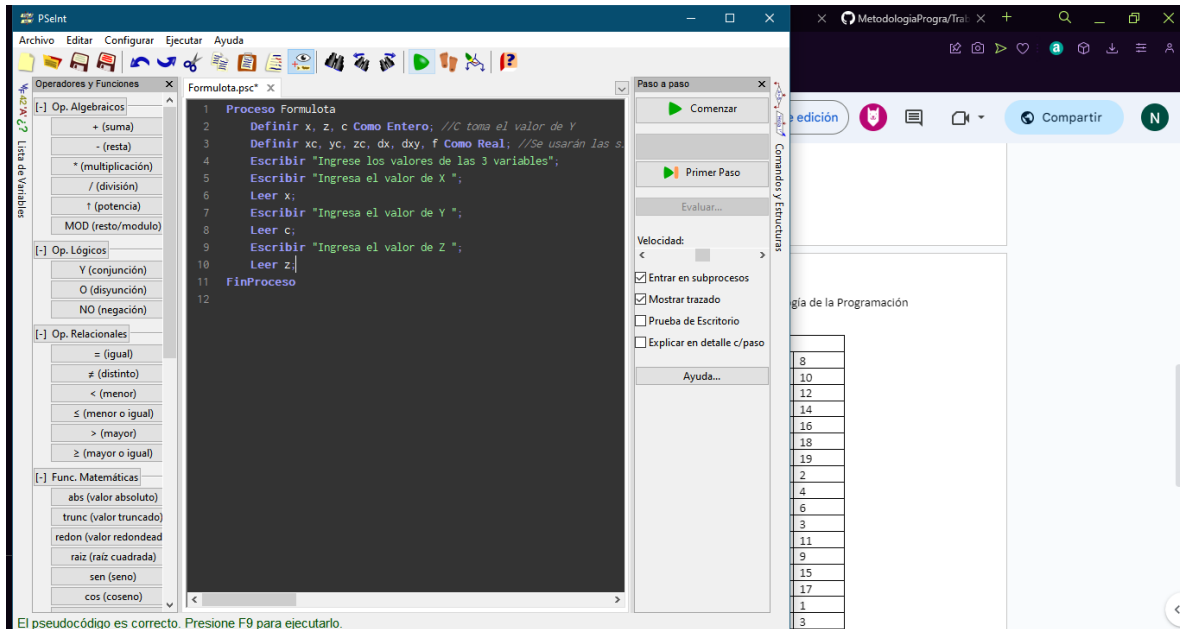 PSeInt
MetodologiaProgra/Trab
Archivo Editar Configurar Ejecutar Ayuda
Operadores y Funciones
[-] Op. Algebraicos
+ (suma)
- (resta)
* (multiplicación)
/ (división)
↑ (potencia)
MOD (resto/modulo)
[-] Op. Lógicos
Y (conjunción)
O (disyunción)
NO (negación)
[-] Op. Relacionales
= (igual)
≠ (distinto)
< (menor)
≤ (menor o igual)
> (mayor)
≥ (mayor o igual)
[-] Func. Matemáticas
abs (valor absoluto)
trunc (valor truncado)
redon (valor redondead
raiz (raíz cuadrada)
sen (seno)
cos (coseno)
Lista de Variables
Formulota.psc*
1 Proceso Formulota
2 Definir x, z, c Como Entero; //C toma el valor de Y
3 Definir xc, yc, zc, dx, dxy, f Como Real; //Se usarán las s
4 Escribir "Ingrese los valores de las 3 variables";
5 Escribir "Ingresa el valor de X ";
6 Leer x;
7 Escribir "Ingresa el valor de Y ";
8 Leer c;
9 Escribir "Ingresa el valor de Z ";
10 Leer z;
11 FinProceso
12
Paso a paso
Comenzar
Primer Paso
Evaluar...
Velocidad:
Entrar en subprocesos
Mostrar trazado
Prueba de Escritorio
Explicar en detalle c/paso
Ayuda...
Comandos y Estructuras
El pseudocódigo es correcto. Presione F9 para ejecutarlo.
a
edición
Compartir
N
gía de la Programación
8
10
12
14
16
18
19
2
4
6
3
11
9
15
17
1
3